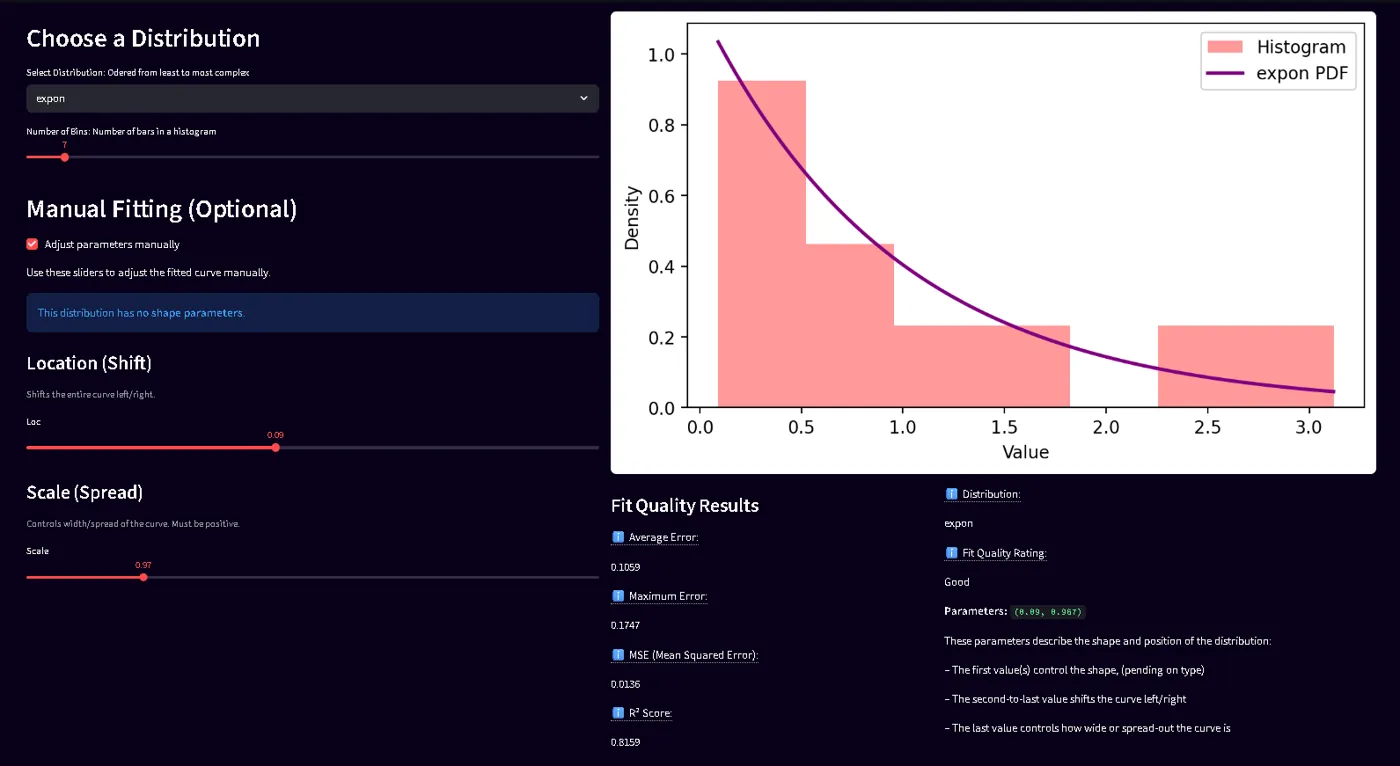 Choose a Distribution
Select Distribution: Odered from least to most complex
expon
Number of Bins: Number of bars in a histogram
7
Manual Fitting (Optional)
Adjust parameters manually
Use these sliders to adjust the fitted curve manually.
This distribution has no shape parameters.
Location (Shift)
Shifts the entire curve left/right.
Loc
0.09
Scale (Spread)
Controls width/spread of the curve. Must be positive.
Scale
0.97
Histogram
expon PDF
Density
1.0
0.8
0.6
0.4
0.2
0.0
0.0 0.5 1.0 1.5 2.0 2.5 3.0
Value
Fit Quality Results
Average Error:
0.1059
Maximum Error:
0.1747
MSE (Mean Squared Error):
0.0136
R² Score:
0.8159
Distribution:
expon
Fit Quality Rating:
Good
Parameters: (0.09, 0.967)
These parameters describe the shape and position of the distribution:
– The first value(s) control the shape, (pending on type)
– The second-to-last value shifts the curve left/right
– The last value controls how wide or spread-out the curve is